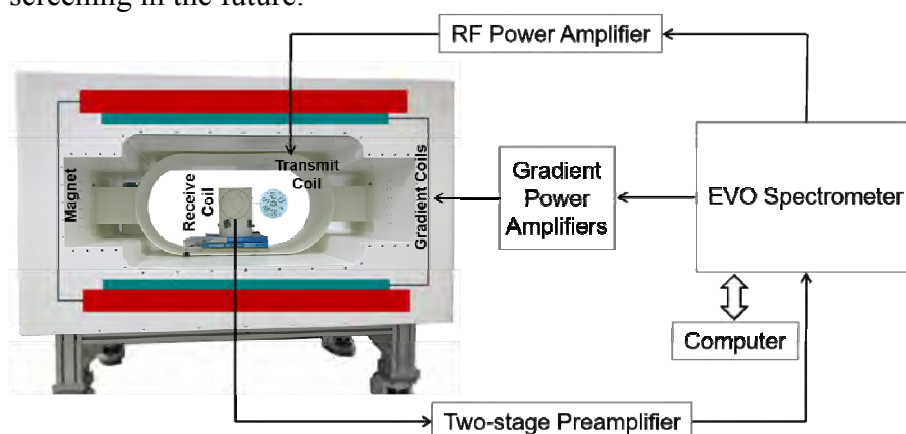 screening in the future.
RF Power Amplifier
Magnet
Receive
Coil
Transmit
Coil
Gradient Coils
Gradient
Power
Amplifiers
EVO Spectrometer
Computer
Two-stage Preamplifier